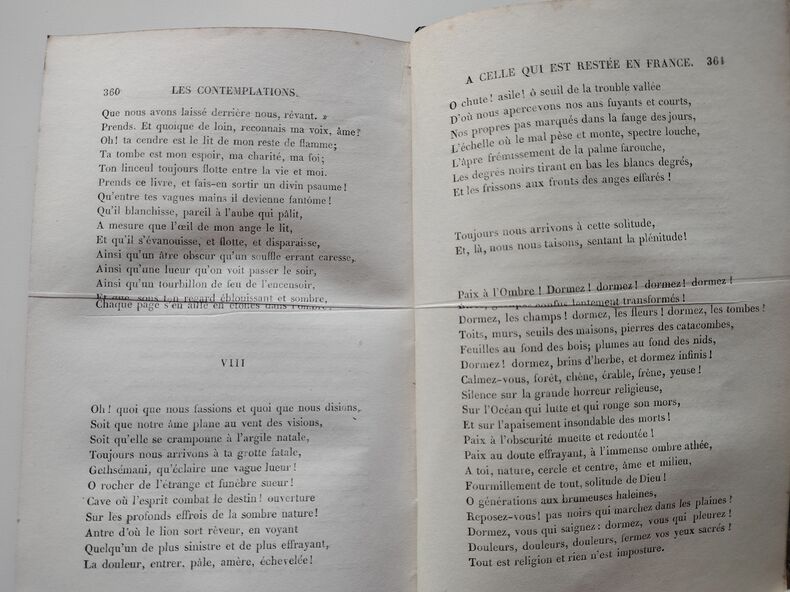 360 LES CONTEMPLATIONS.
Que nous avons laissé derrière nous, rêvant. »
Prends. Et quoique de loin, reconnais ma voix, âme?
Oh! ta cendre est le lit de mon reste de flamme;
Ta tombe est mon espoir, ma charité, ma foi;
Ton linceul toujours flotte entre la vie et moi.
Prends ce livre, et fais-en sortir un divin psaume!
Qu'entre tes vagues mains il devienne fantôme!
Qu'il blanchisse, pareil à l'aube qui pâlit,
A mesure que l'œil de mon ange le lit,
Et qu'il s'évanouisse, et flotte, et disparaisse,
Ainsi qu'un âtre obscur qu'un souffle errant caresse,
Ainsi qu'une lueur qu'on voit passer le soir,
Ainsi qu'un tourbillon de feu de l'encensoir,
Et que, sous ton regard éblouissant et sombre,
Chaque page s'en aille en étoiles dans l'ombre!
VIII
Oh! quoi que nous fassions et quoi que nous disions,
Soit que notre âme plane au vent des visions,
Soit qu'elle se cramponne à l'argile natale,
Toujours nous arrivons à ta grotte fatale,
Gethsémani, qu'éclaire une vague lueur!
O rocher de l'étrange et funèbre sueur!
Cave où l'esprit combat le destin! ouverture
Sur les profonds effrois de la sombre nature!
Antre d'où le lion sort rêveur, en voyant
Quelqu'un de plus sinistre et de plus effrayant,
La douleur, entrer, pâle, amère, échevelée!
A CELLE QUI EST RESTÉE EN FRANCE. 361
O chute! asile! ô seuil de la trouble vallée
D'où nous apercevons nos ans fuyants et courts,
Nos propres pas marqués dans la fange des jours,
L'échelle où le mal pèse et monte, spectre louche,
L'âpre frémissement de la palme farouche,
Les degrés noirs tirant en bas les blancs degrés,
Et les frissons aux fronts des anges effarés!
Toujours nous arrivons à cette solitude,
Et, là, nous nous taisons, sentant la plénitude!
Paix à l'Ombre! Dormez! dormez! dormez! dormez!
groupes confus lentement transformés!
Dormez, les champs! dormez, les fleurs! dormez, les tombes!
Toits, murs, seuils des maisons, pierres des catacombes,
Feuilles au fond des bois; plumes au fond des nids,
Dormez! dormez, brins d'herbe, et dormez infinis!
Calmez-vous, forêt, chêne, érable, frêne, yeuse!
Silence sur la grande horreur religieuse,
Sur l'Océan qui lutte et qui ronge son mors,
Et sur l'apaisement insondable des morts!
Paix à l'obscurité muette et redoutée!
Paix au doute effrayant, à l'immense ombre athée,
A toi, nature, cercle et centre, âme et milieu,
Fourmillement de tout, solitude de Dieu!
O générations aux brumeuses haleines,
Reposez-vous! pas noirs qui marchez dans les plaines!
Dormez, vous qui saignez; dormez, vous qui pleurez!
Douleurs, douleurs, douleurs, fermez vos yeux sacrés!
Tout est religion et rien n'est imposture.